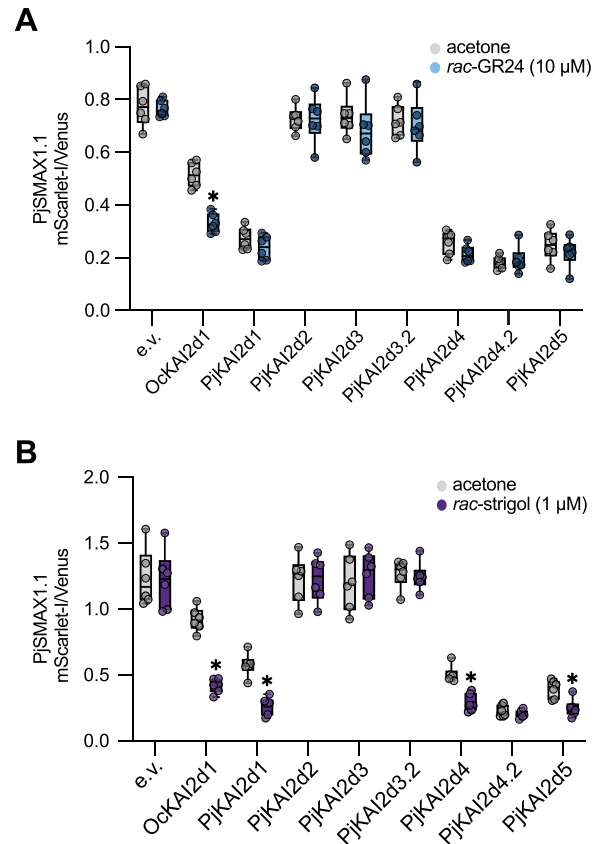 A
acetone
rac-GR24 (10 µM)
PjSMAX1.1
mScarlet-I/Venus
1.0
0.8
0.6
0.4
0.2
0.0
*
e.v.
OcKAI2d1
PjKAI2d1
PjKAI2d2
PjKAI2d3
PjKAI2d3.2
PjKAI2d4
PjKAI2d4.2
PjKAI2d5
B
acetone
rac-strigol (1 µM)
PjSMAX1.1
mScarlet-I/Venus
2.0
1.5
1.0
0.5
0.0
* * * *
e.v.
OcKAI2d1
PjKAI2d1
PjKAI2d2
PjKAI2d3
PjKAI2d3.2
PjKAI2d4
PjKAI2d4.2
PjKAI2d5